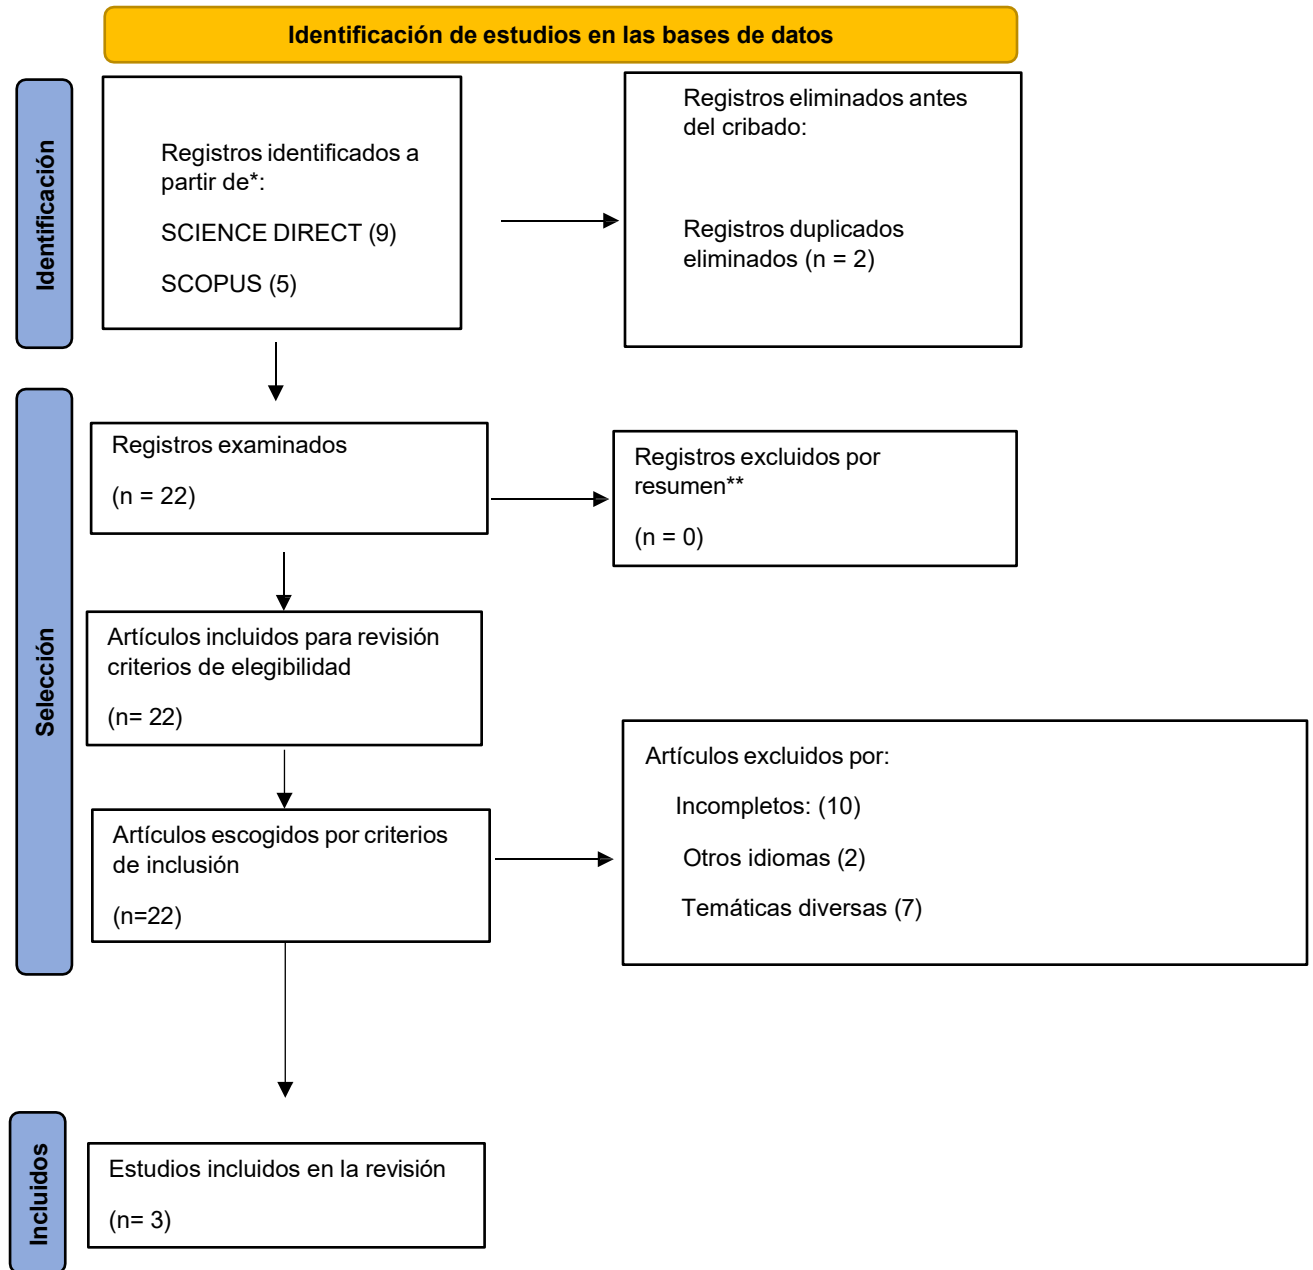 Identificación de estudios en las bases de datos
Identificación
Registros identificados a
partir de*:
SCIENCE DIRECT (9)
SCOPUS (5)
Registros eliminados antes
del cribado:
Registros duplicados
eliminados (n = 2)
Selección
Registros examinados
(n = 22)
Registros excluidos por
resumen**
(n = 0)
Artículos incluidos para revisión
criterios de elegibilidad
(n= 22)
Artículos escogidos por criterios
de inclusión
(n=22)
Artículos excluidos por:
Incompletos: (10)
Otros idiomas (2)
Temáticas diversas (7)
Incluidos
Estudios incluidos en la revisión
(n= 3)